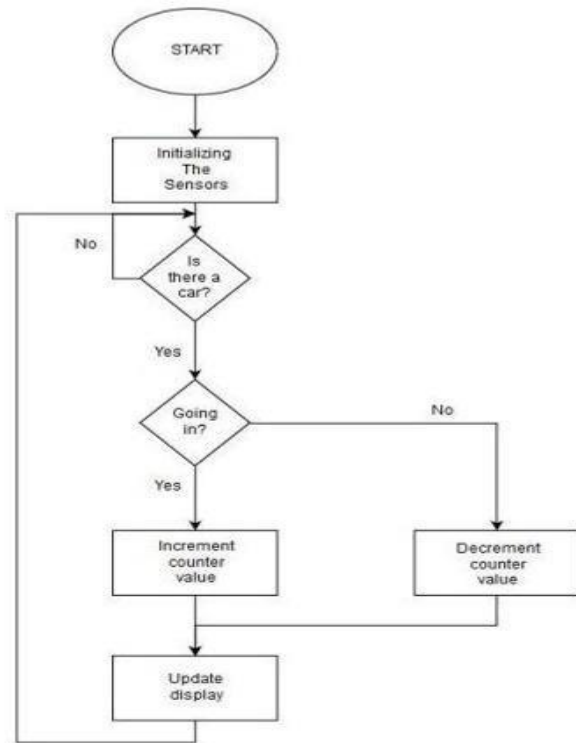 START
Initializing
The
Sensors
No
Is
there a
car?
Yes
Going
in?
No
Yes
Increment
counter
value
Decrement
counter
value
Update
display